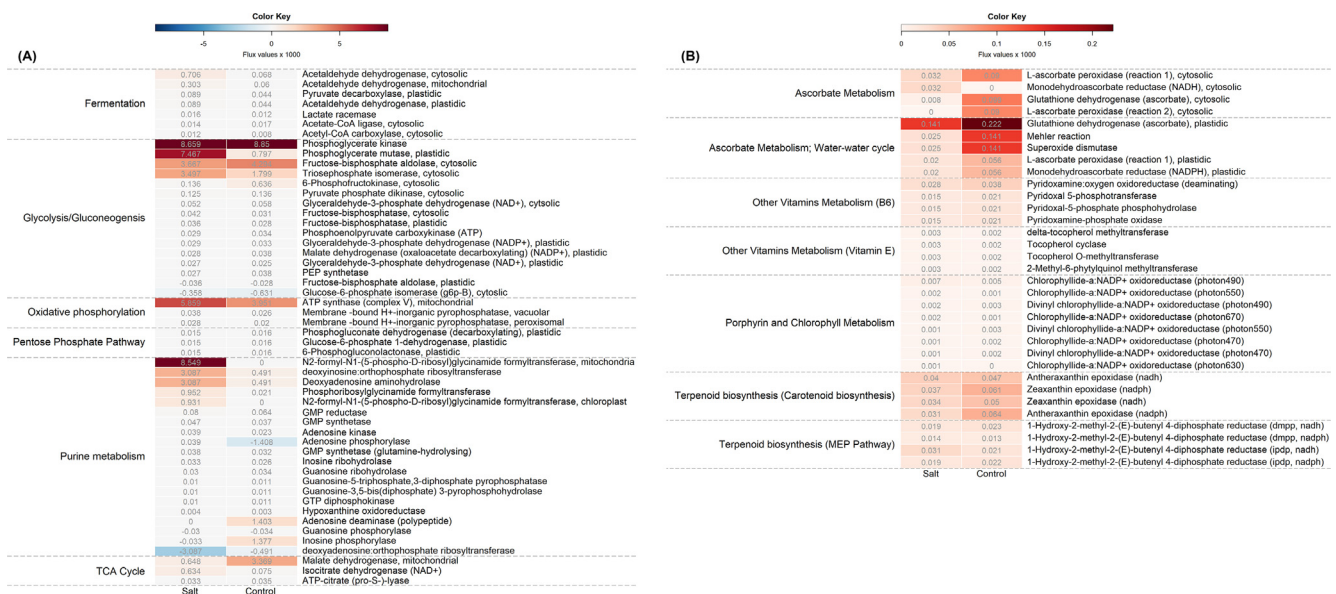 Color Key
-5 0 5
Flux values x 1000
(A)
Fermentation
0.706 0.068 Acetaldehyde dehydrogenase, cytosolic
0.303 0.06 Acetaldehyde dehydrogenase, mitochondrial
0.089 0.044 Pyruvate decarboxylase, plastidic
0.089 0.044 Acetaldehyde dehydrogenase, plastidic
0.016 0.012 Lactate racemase
0.014 0.017 Acetate-CoA ligase, cytosolic
0.012 0.008 Acetyl-CoA carboxylase, cytosolic
Glycolysis/Gluconeogensis
8.659 8.85 Phosphoglycerate kinase
7.467 0.797 Phosphoglycerate mutase, plastidic
Fructose-bisphosphate aldolase, cytosolic
3.497 1.799 Triosephosphate isomerase, cytosolic
0.136 0.636 6-Phosphofructokinase, cytosolic
0.125 0.136 Pyruvate phosphate dikinase, cytosolic
0.052 0.058 Glyceraldehyde-3-phosphate dehydrogenase (NAD+), cytsolic
0.042 0.031 Fructose-bisphosphatase, cytosolic
0.036 0.028 Fructose-bisphosphatase, plastidic
0.029 0.034 Phosphoenolpyruvate carboxykinase (ATP)
0.029 0.033 Glyceraldehyde-3-phosphate dehydrogenase (NADP+), plastidic
0.028 0.038 Malate dehydrogenase (oxaloacetate decarboxylating) (NADP+), plastidic
0.027 0.025 Glyceraldehyde-3-phosphate dehydrogenase (NAD+), plastidic
0.027 0.038 PEP synthetase
-0.036 -0.028 Fructose-bisphosphate aldolase, plastidic
-0.358 -0.631 Glucose-6-phosphate isomerase (g6p-B), cytoslic
Oxidative phosphorylation
ATP synthase (complex V), mitochondrial
0.038 0.026 Membrane -bound H+-inorganic pyrophosphatase, vacuolar
0.028 0.02 Membrane -bound H+-inorganic pyrophosphatase, peroxisomal
Pentose Phosphate Pathway
0.015 0.016 Phosphogluconate dehydrogenase (decarboxylating), plastidic
0.015 0.016 Glucose-6-phosphate 1-dehydrogenase, plastidic
0.015 0.016 6-Phosphogluconolactonase, plastidic
Purine metabolism
8.549 0 N2-formyl-N1-(5-phospho-D-ribosyl)glycinamide formyltransferase, mitochondria
3.087 0.491 deoxyinosine:orthophosphate ribosyltransferase
3.087 0.491 Deoxyadenosine aminohydrolase
0.952 0.021 Phosphoribosylglycinamide formyltransferase
0.931 0 N2-formyl-N1-(5-phospho-D-ribosyl)glycinamide formyltransferase, chloroplast
0.08 0.064 GMP reductase
0.047 0.037 GMP synthetase
0.039 0.023 Adenosine kinase
0.039 -1.408 Adenosine phosphorylase
0.038 0.032 GMP synthetase (glutamine-hydrolysing)
0.033 0.026 Inosine ribohydrolase
0.03 0.034 Guanosine ribohydrolase
0.01 0.011 Guanosine-5-triphosphate,3-diphosphate pyrophosphatase
0.01 0.011 Guanosine-3,5-bis(diphosphate) 3-pyrophosphohydrolase
0.01 0.011 GTP diphosphokinase
0.004 0.003 Hypoxanthine oxidoreductase
0 1.403 Adenosine deaminase (polypeptide)
-0.03 -0.034 Guanosine phosphorylase
-0.033 1.377 Inosine phosphorylase
-3.087 -0.491 deoxyadenosine:orthophosphate ribosyltransferase
TCA Cycle
0.648 3.369 Malate dehydrogenase, mitochondrial
0.634 0.075 Isocitrate dehydrogenase (NAD+)
0.033 0.035 ATP-citrate (pro-S-)-lyase
Salt Control
Color Key
0 0.05 0.1 0.15 0.2
Flux values x 1000
(B)
Ascorbate Metabolism
0.032 L-ascorbate peroxidase (reaction 1), cytosolic
0.032 0 Monodehydroascorbate reductase (NADH), cytosolic
0.008 Glutathione dehydrogenase (ascorbate), cytosolic
0 L-ascorbate peroxidase (reaction 2), cytosolic
Ascorbate Metabolism; Water-water cycle
0.141 0.222 Glutathione dehydrogenase (ascorbate), plastidic
0.025 0.141 Mehler reaction
0.025 0.141 Superoxide dismutase
0.02 0.056 L-ascorbate peroxidase (reaction 1), plastidic
0.02 0.056 Monodehydroascorbate reductase (NADPH), plastidic
Other Vitamins Metabolism (B6)
0.028 0.038 Pyridoxamine:oxygen oxidoreductase (deaminating)
0.015 0.021 Pyridoxal 5-phosphotransferase
0.015 0.021 Pyridoxal-5-phosphate phosphohydrolase
0.015 0.021 Pyridoxamine-phosphate oxidase
Other Vitamins Metabolism (Vitamin E)
0.003 0.002 delta-tocopherol methyltransferase
0.003 0.002 Tocopherol cyclase
0.003 0.002 Tocopherol O-methyltransferase
0.003 0.002 2-Methyl-6-phytylquinol methyltransferase
Porphyrin and Chlorophyll Metabolism
0.007 0.005 Chlorophyllide-a:NADP+ oxidoreductase (photon490)
0.002 0.001 Chlorophyllide-a:NADP+ oxidoreductase (photon550)
0.002 0.003 Divinyl chlorophyllide-a:NADP+ oxidoreductase (photon490)
0.002 0.001 Chlorophyllide-a:NADP+ oxidoreductase (photon670)
0.001 0.003 Divinyl chlorophyllide-a:NADP+ oxidoreductase (photon550)
0.001 0.002 Chlorophyllide-a:NADP+ oxidoreductase (photon470)
0.001 0.002 Divinyl chlorophyllide-a:NADP+ oxidoreductase (photon470)
0.001 0 Chlorophyllide-a:NADP+ oxidoreductase (photon630)
Terpenoid biosynthesis (Carotenoid biosynthesis)
0.04 0.047 Antheraxanthin epoxidase (nadh)
0.037 0.061 Zeaxanthin epoxidase (nadph)
0.034 0.05 Zeaxanthin epoxidase (nadh)
0.031 0.064 Antheraxanthin epoxidase (nadph)
Terpenoid biosynthesis (MEP Pathway)
0.019 0.023 1-Hydroxy-2-methyl-2-(E)-butenyl 4-diphosphate reductase (dmpp, nadh)
0.014 0.013 1-Hydroxy-2-methyl-2-(E)-butenyl 4-diphosphate reductase (dmpp, nadph)
0.031 0.021 1-Hydroxy-2-methyl-2-(E)-butenyl 4-diphosphate reductase (ipdp, nadh)
0.019 0.022 1-Hydroxy-2-methyl-2-(E)-butenyl 4-diphosphate reductase (ipdp, nadph)
Salt Control